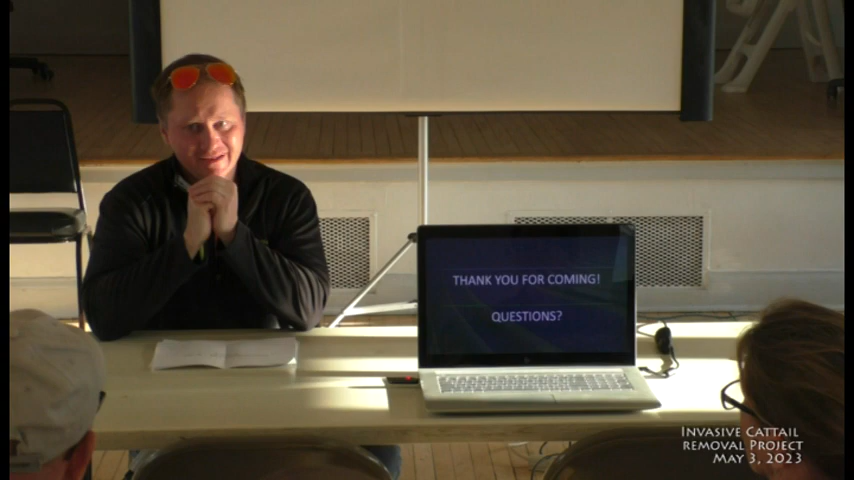 THANK YOU FOR COMING!
QUESTIONS?
INVASIVE CATTAIL
REMOVAL PROJECT
MAY 3, 2023